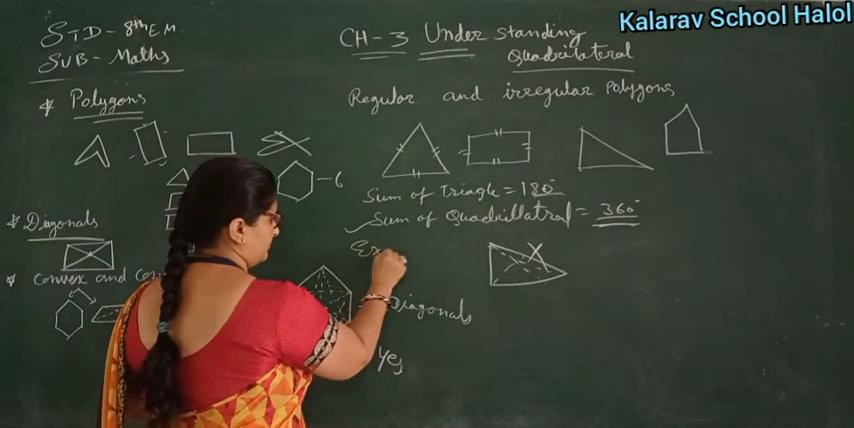 Kalarav School Halol
STD - 8th E.M.
SUB - Maths
CH-3 Under standing
Quadrilateral
* Polygons
Regular and irregular Polygons
6
Sum of Triagle = 180°
Sum of Quadrillatral = 360°
* Diagonals
Ex
* Convex and Con
Diagonals
Yes